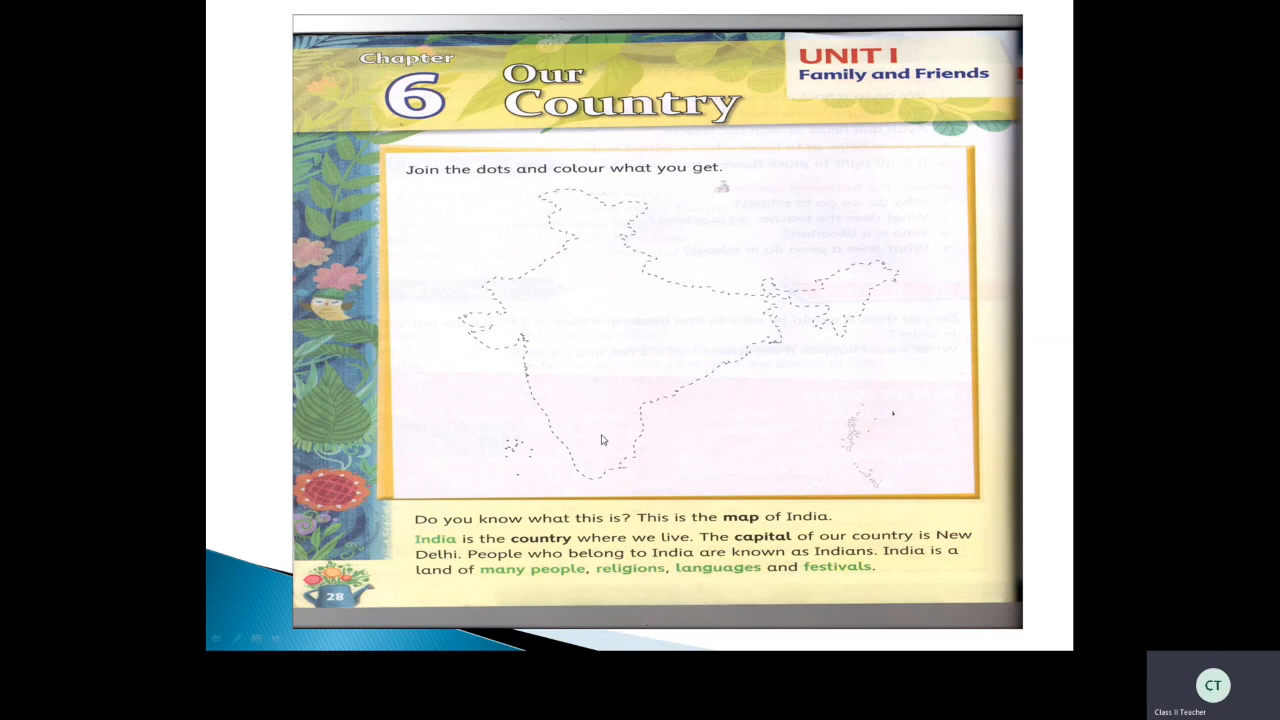 Chapter
6
Our
Country
UNIT I
Family and Friends
Join the dots and colour what you get.
Do you know what this is? This is the map of India.
India is the country where we live. The capital of our country is New
Delhi. People who belong to India are known as Indians. India is a
land of many people, religions, languages and festivals.
28
CT
Class II Teacher